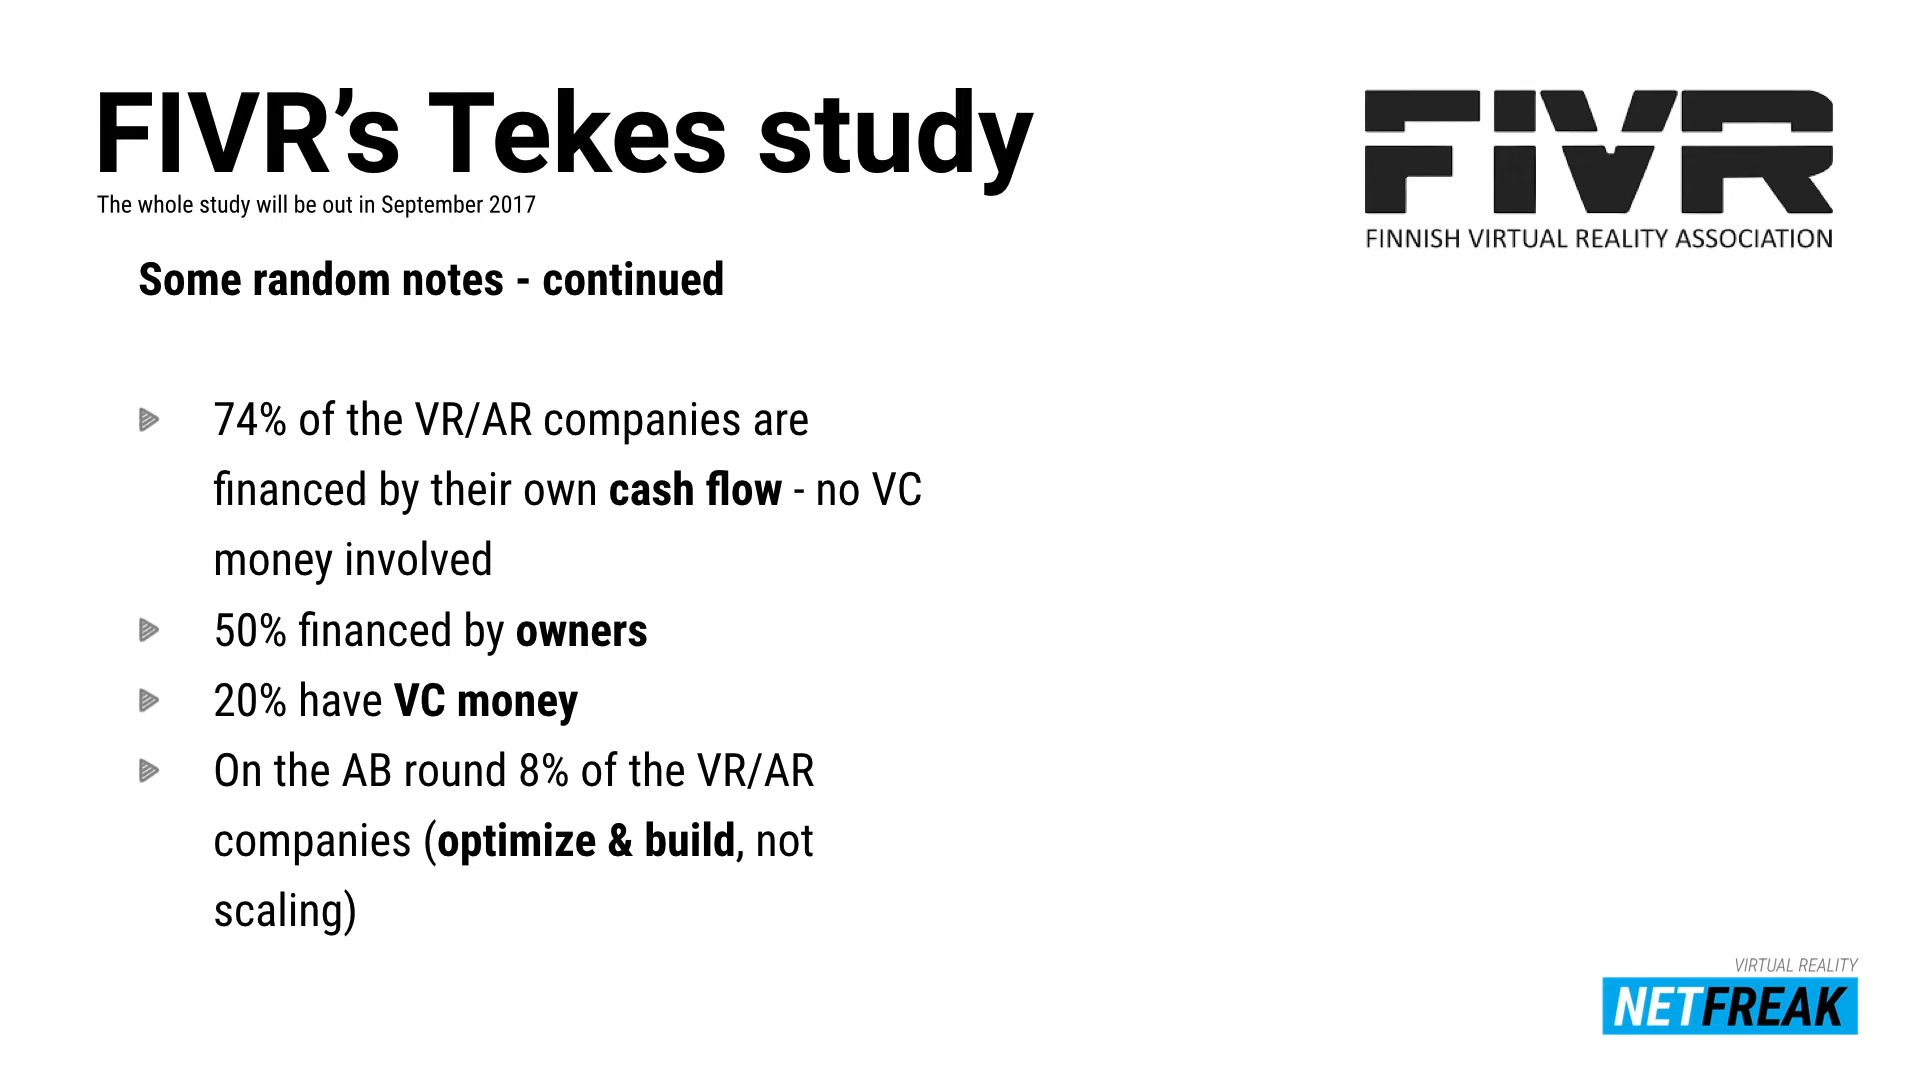 FIVR’s Tekes study
The whole study will be out in September 2017
FIVR
FINNISH VIRTUAL REALITY ASSOCIATION
Some random notes - continued
74% of the VR/AR companies are
financed by their own cash flow - no VC
money involved
50% financed by owners
20% have VC money
On the AB round 8% of the VR/AR
companies (optimize & build, not
scaling)
VIRTUAL REALITY
NETFREAK